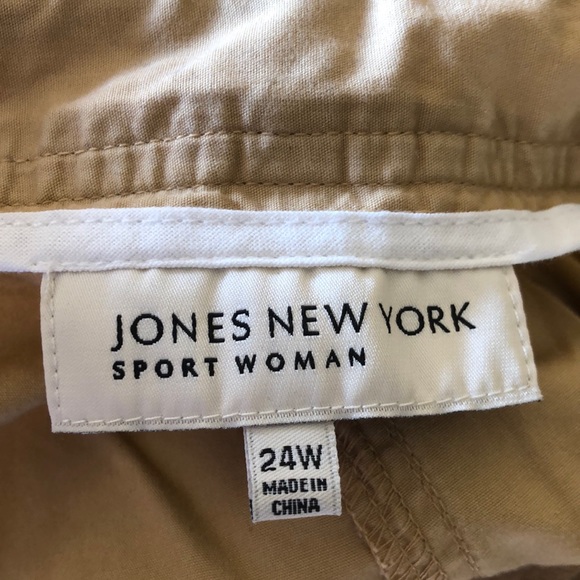 JONES NEW YORK
SPORT WOMAN
24W
MADE IN
CHINA